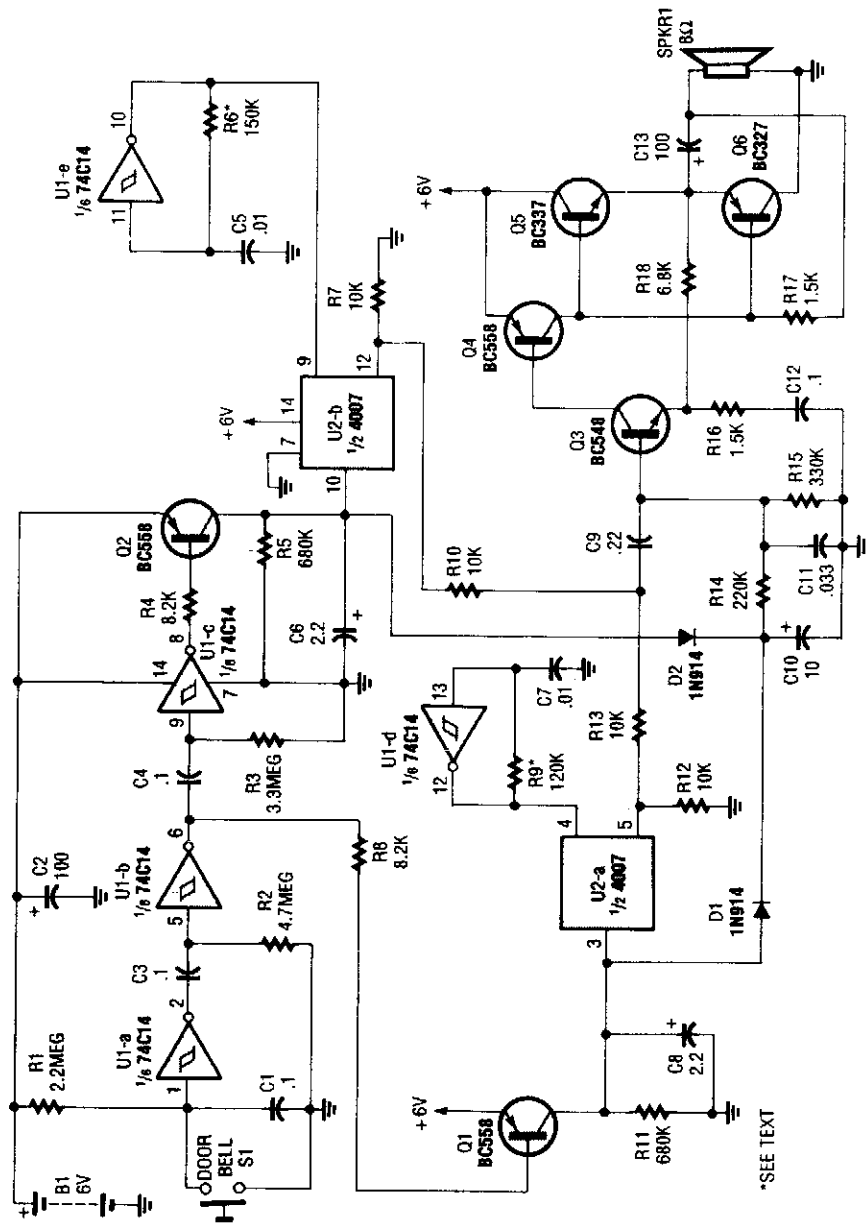 B1
6V
+
DOOR
BELL
S1
R1
2.2MEG
C1
.1
1
U1-a
1/6 74C14
2
C3
.1
R2
4.7MEG
5
U1-b
1/6 74C14
6
+
C2
100
C4
.1
R3
3.3MEG
9
14
7
8
U1-c
1/6 74C14
R4
8.2K
Q2
BC558
R5
680K
C6
2.2
+
10
7
14
+6V
U2-b
1/2 4007
9
12
R7
10K
U1-e
1/6 74C14
11
10
R6*
150K
C5
.01
R8
8.2K
+6V
Q1
BC558
R11
680K
C8
2.2
+
3
U2-a
1/2 4007
4
5
U1-d
1/6 74C14
12
13
R9*
120K
C7
.01
R10
10K
R13
10K
R12
10K
D1
1N914
D2
1N914
C9
.22
R14
220K
C10
10
+
C11
.033
R15
330K
Q3
BC548
R16
1.5K
C12
.1
Q4
BC558
+6V
Q5
BC337
R18
6.8K
R17
1.5K
Q6
BC327
C13
100
+
SPKR1
8Ω
*SEE TEXT